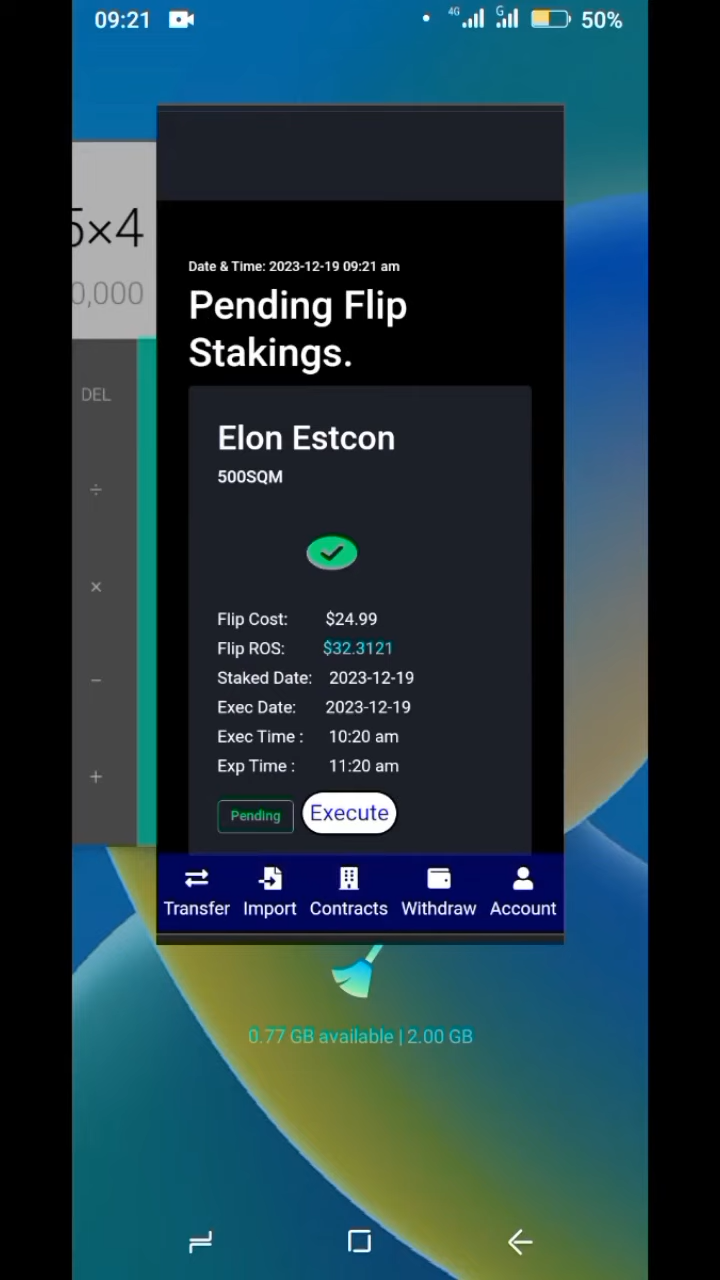 09:21
4G
G
50%
5×4
0,000
DEL
÷
×
−
+
Date & Time: 2023-12-19 09:21 am
Pending Flip
Stakings.
Elon Estcon
500SQM
Flip Cost: $24.99
Flip ROS: $32.3121
Staked Date: 2023-12-19
Exec Date: 2023-12-19
Exec Time : 10:20 am
Exp Time : 11:20 am
Pending Execute
Transfer Import Contracts Withdraw Account
0.77 GB available | 2.00 GB